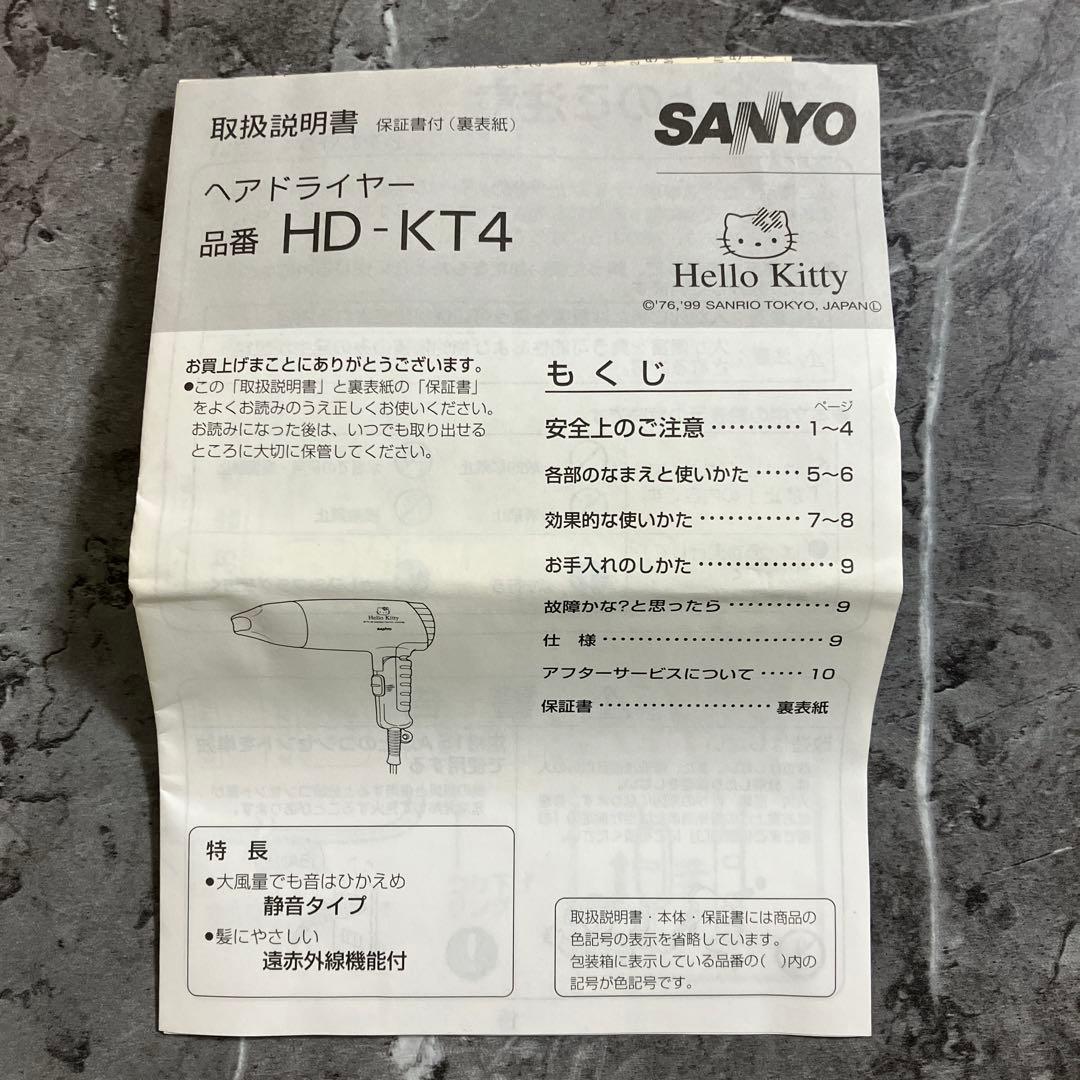 取扱説明書 保証書付(裏表紙)
SANYO
ヘアドライヤー
品番 HD-KT4
Hello Kitty
©'76,'99 SANRIO TOKYO, JAPANⓁ
お買上げまことにありがとうございます。
●この「取扱説明書」と裏表紙の「保証書」
をよくお読みのうえ正しくお使いください。
お読みになった後は、いつでも取り出せる
ところに大切に保管してください。
もくじ
ページ
安全上のご注意 ·········· 1〜4
各部のなまえと使いかた ····· 5〜6
効果的な使いかた ··········· 7〜8
お手入れのしかた ··············· 9
故障かな?と思ったら ··········· 9
仕 様 ························· 9
アフターサービスについて ····· 10
保証書 ···················· 裏表紙
Hello Kitty
SANYO
特 長
●大風量でも音はひかえめ
静音タイプ
●髪にやさしい
遠赤外線機能付
取扱説明書・本体・保証書には商品の
色記号の表示を省略しています。
包装箱に表示している品番の( )内の
記号が色記号です。